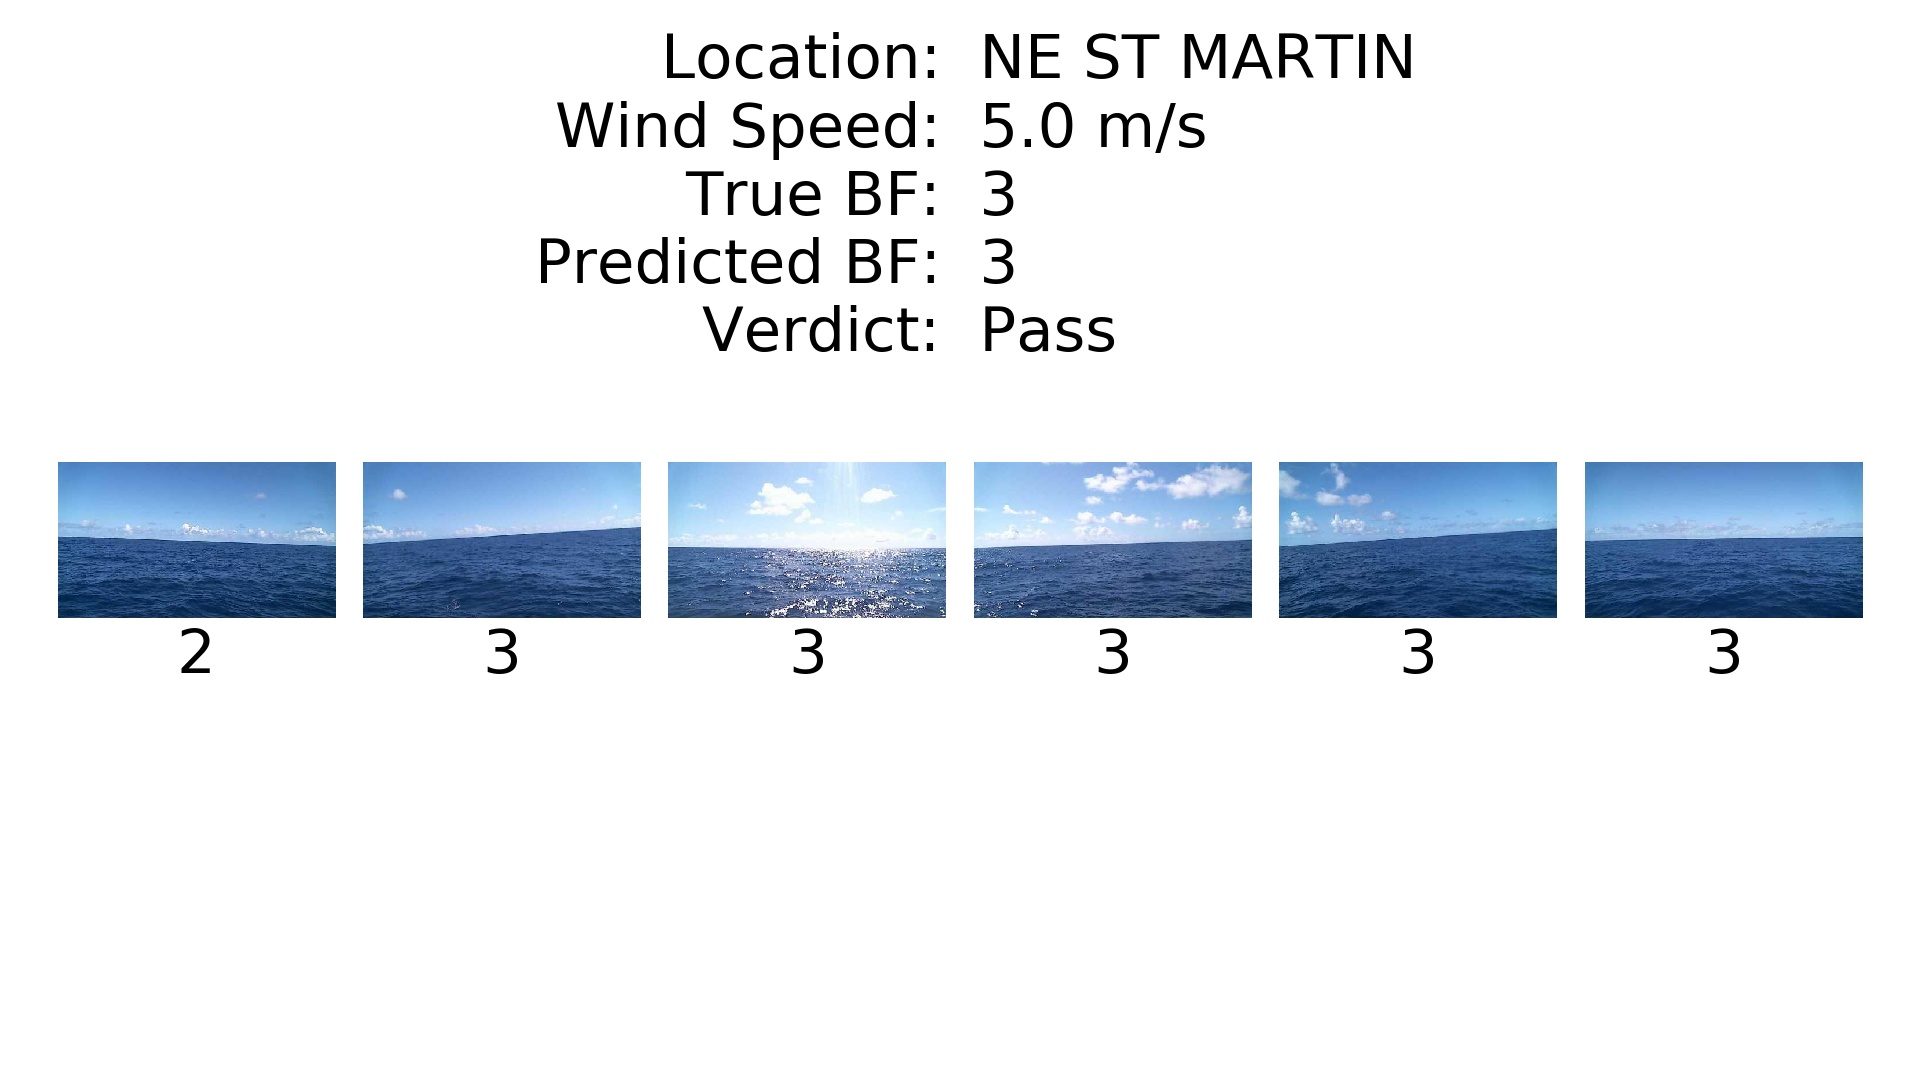 Location: NE ST MARTIN
Wind Speed: 5.0 m/s
True BF: 3
Predicted BF: 3
Verdict: Pass
2 3 3 3 3 3